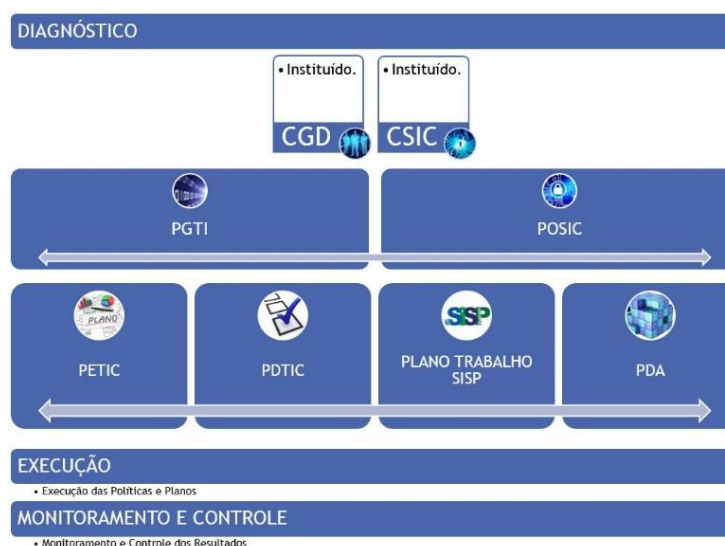 DIAGNÓSTICO
• Instituído.
• Instituído.
CGD
CSIC
PGTI
POSIC
PLANO
SISP
PETIC
PDTIC
PLANO TRABALHO
SISP
PDA
EXECUÇÃO
• Execução das Políticas e Planos
MONITORAMENTO E CONTROLE
• Monitoramento e Controle dos Resultados